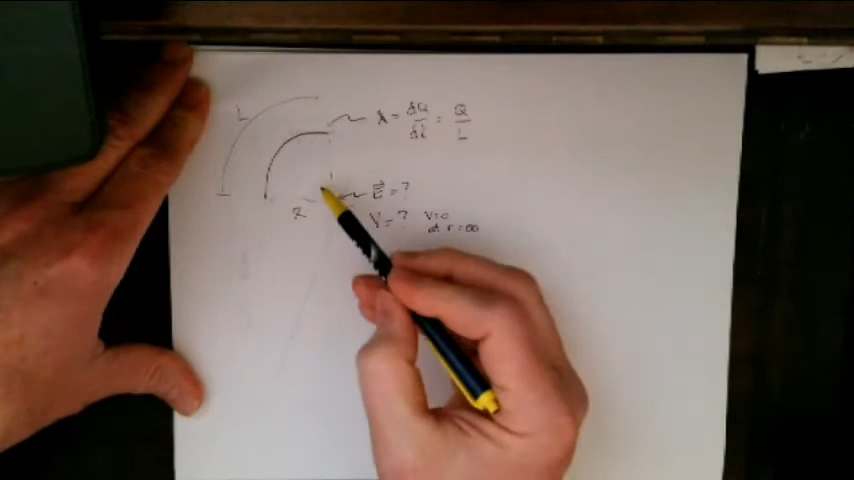 L
λ = dQ/dl = Q/L
E⃗ = ?
R
V = ? V=0
at r=∞